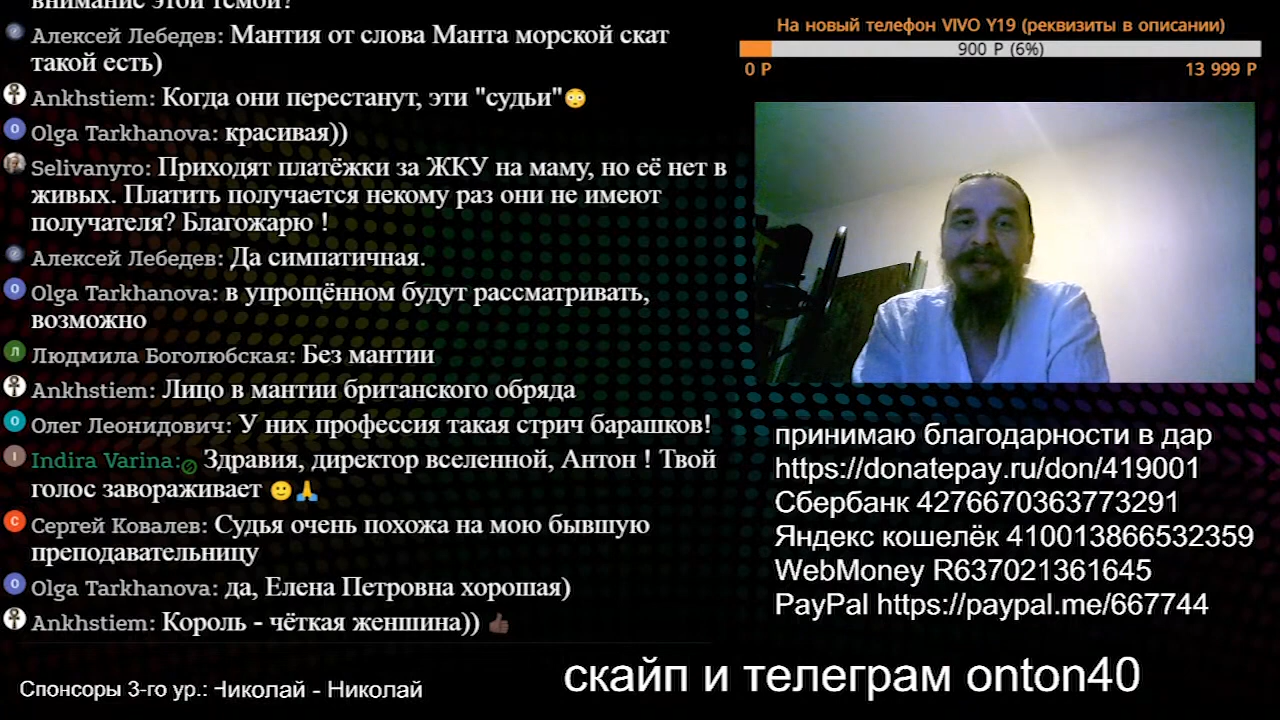 внимание этой темой?
Алексей Лебедев: Мантия от слова Манта морской скат
такой есть)
Ankhstiem: Когда они перестанут, эти "судьи"😳
Olga Tarkhanova: красивая))
Selivanyro: Приходят платёжки за ЖКУ на маму, но её нет в
живых. Платить получается некому раз они не имеют
получателя? Благожарю !
Алексей Лебедев: Да симпатичная.
Olga Tarkhanova: в упрощённом будут рассматривать,
возможно
Людмила Боголюбская: Без мантии
Ankhstiem: Лицо в мантии британского обряда
Олег Леонидович: У них профессия такая стрич барашков!
Indira Varina: Здравия, директор вселенной, Антон ! Твой
голос завораживает 🙂🙏
Сергей Ковалев: Судья очень похожа на мою бывшую
преподавательницу
Olga Tarkhanova: да, Елена Петровна хорошая)
Ankhstiem: Король - чёткая женшина)) 👍🏿
Спонсоры 3-го ур.: Николай - Николай
На новый телефон VIVO Y19 (реквизиты в описании)
900 Р (6%)
0 Р 13 999 Р
принимаю благодарности в дар
https://donatepay.ru/don/419001
Сбербанк 4276670363773291
Яндекс кошелёк 410013866532359
WebMoney R637021361645
PayPal https://paypal.me/667744
скайп и телеграм onton40